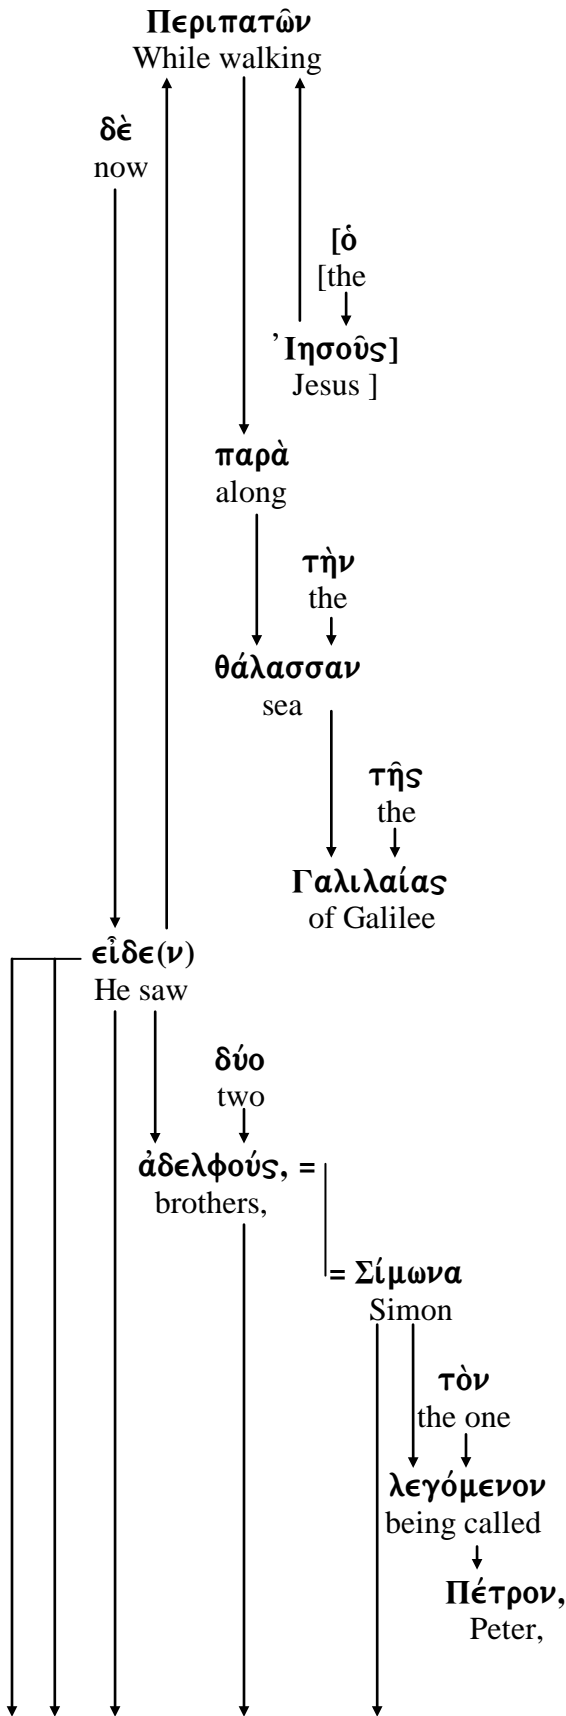 Περιπατῶν
While walking
δὲ
now
[ὁ
[the
᾿Ιησοῦς]
Jesus ]
παρὰ
along
τὴν
the
θάλασσαν
sea
τῆς
the
Γαλιλαίας
of Galilee
εἶδε(ν)
He saw
δύο
two
ἀδελφούς, =
brothers,
= Σίμωνα
Simon
τὸν
the one
λεγόμενον
being called
Πέτρον,
Peter,